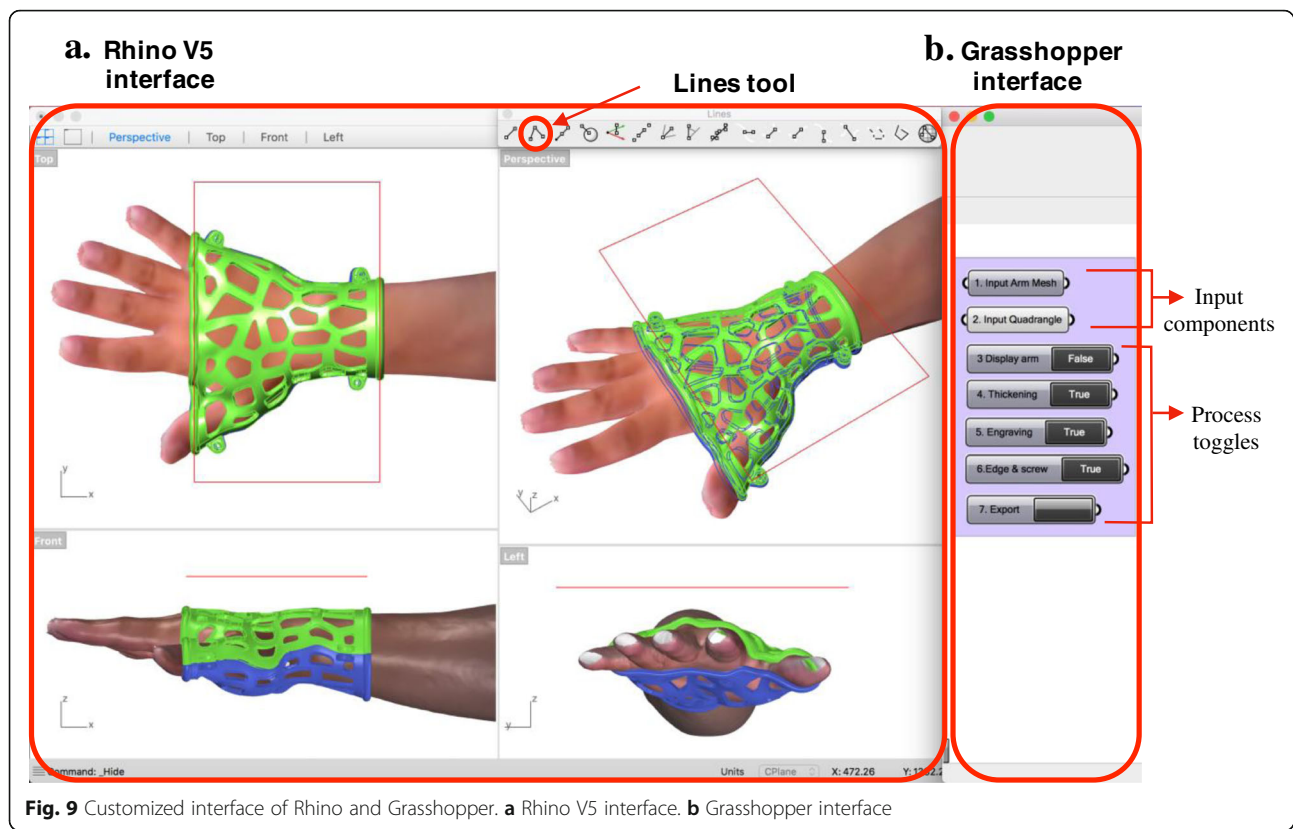 a. Rhino V5
interface
Lines tool
b. Grasshopper
interface
Lines
Perspective | Top | Front | Left
Top
Perspective
y
x
y z x
Front
Left
z
x
z
y
Command: _Hide
Units CPlane X: 472.26
1. Input Arm Mesh
2. Input Quadrangle
3 Display arm False
4. Thickening True
5. Engraving True
6.Edge & screw True
7. Export
Input
components
Process
toggles
Fig. 9 Customized interface of Rhino and Grasshopper. a Rhino V5 interface. b Grasshopper interface